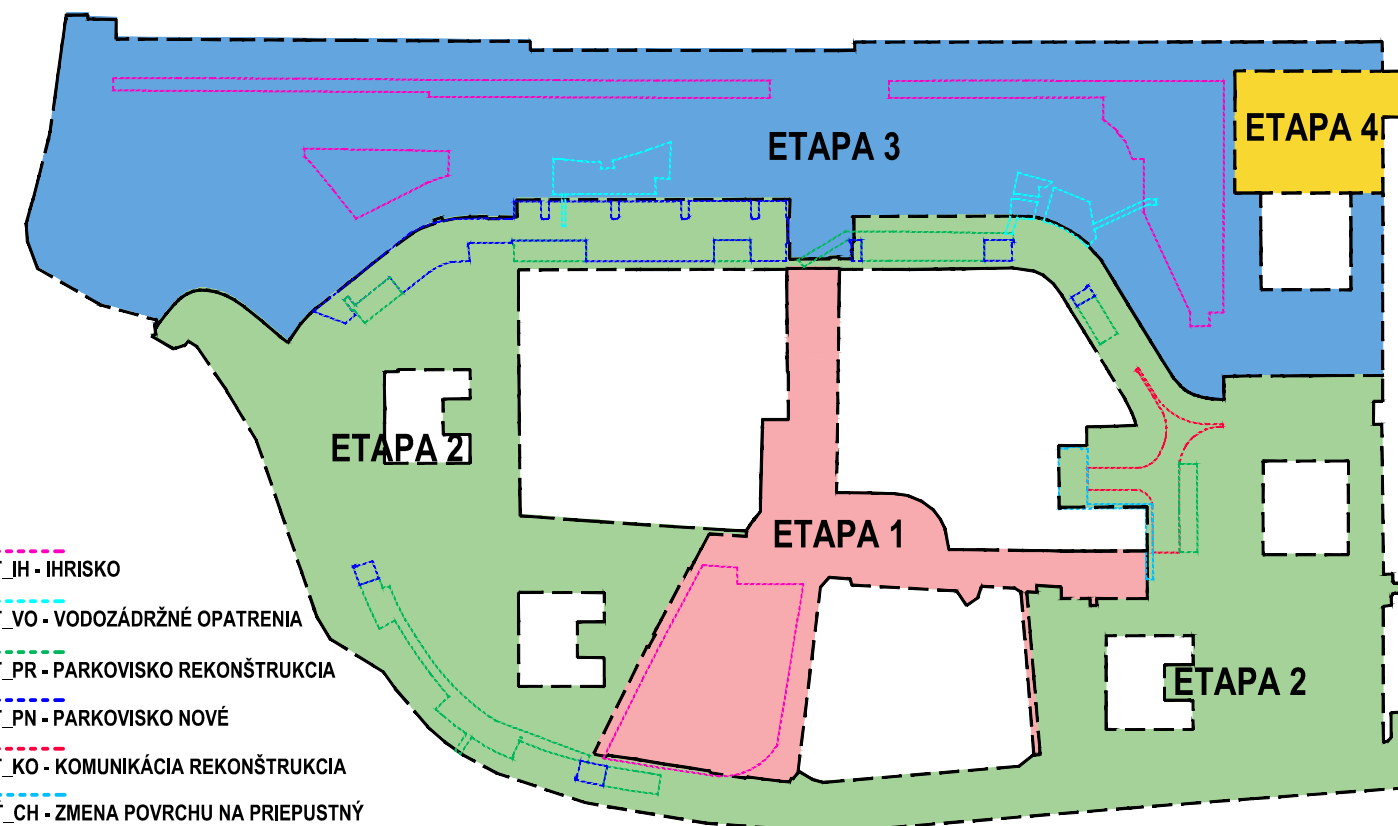 ETAPA 3
ETAPA 4
ETAPA 2
ETAPA 1
ETAPA 2
_IH - IHRISKO
_VO - VODOZÁDRŽNÉ OPATRENIA
_PR - PARKOVISKO REKONŠTRUKCIA
_PN - PARKOVISKO NOVÉ
_KO - KOMUNIKÁCIA REKONŠTRUKCIA
_CH - ZMENA POVRCHU NA PRIEPUSTNÝ